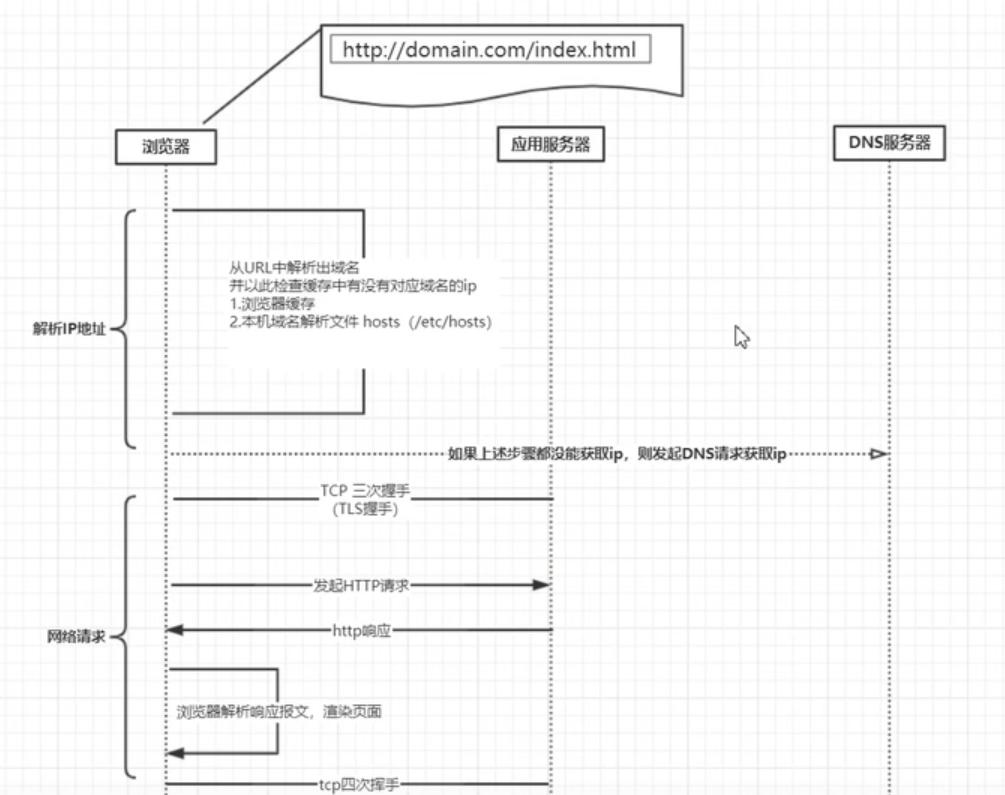 http://domain.com/index.html
浏览器
应用服务器
DNS服务器
从URL中解析出域名
并以此检查缓存中有没有对应域名的ip
1.浏览器缓存
2.本机域名解析文件 hosts（/etc/hosts）
解析IP地址
如果上述步骤都没能获取ip，则发起DNS请求获取ip
TCP 三次握手
（TLS握手）
发起HTTP请求
http响应
网络请求
浏览器解析响应报文，渲染页面
tcp四次挥手